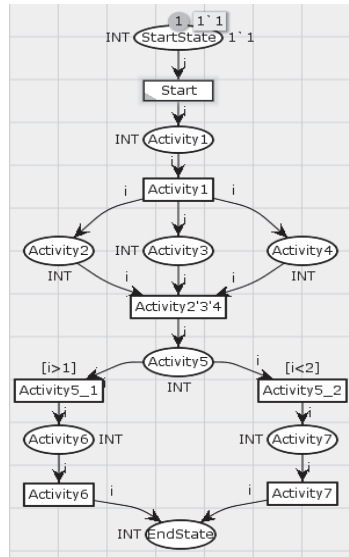 1 1`1
INT StartState 1`1
i
Start
i
INT Activity1
i
Activity1
i i i
Activity2 INT Activity3 Activity4
INT INT
i i i
Activity2'3'4
i
Activity5
i i
INT
[i>1] [i<2]
Activity5_1 Activity5_2
i i
Activity6 INT INT Activity7
i i
Activity6 Activity7
i i
INT EndState